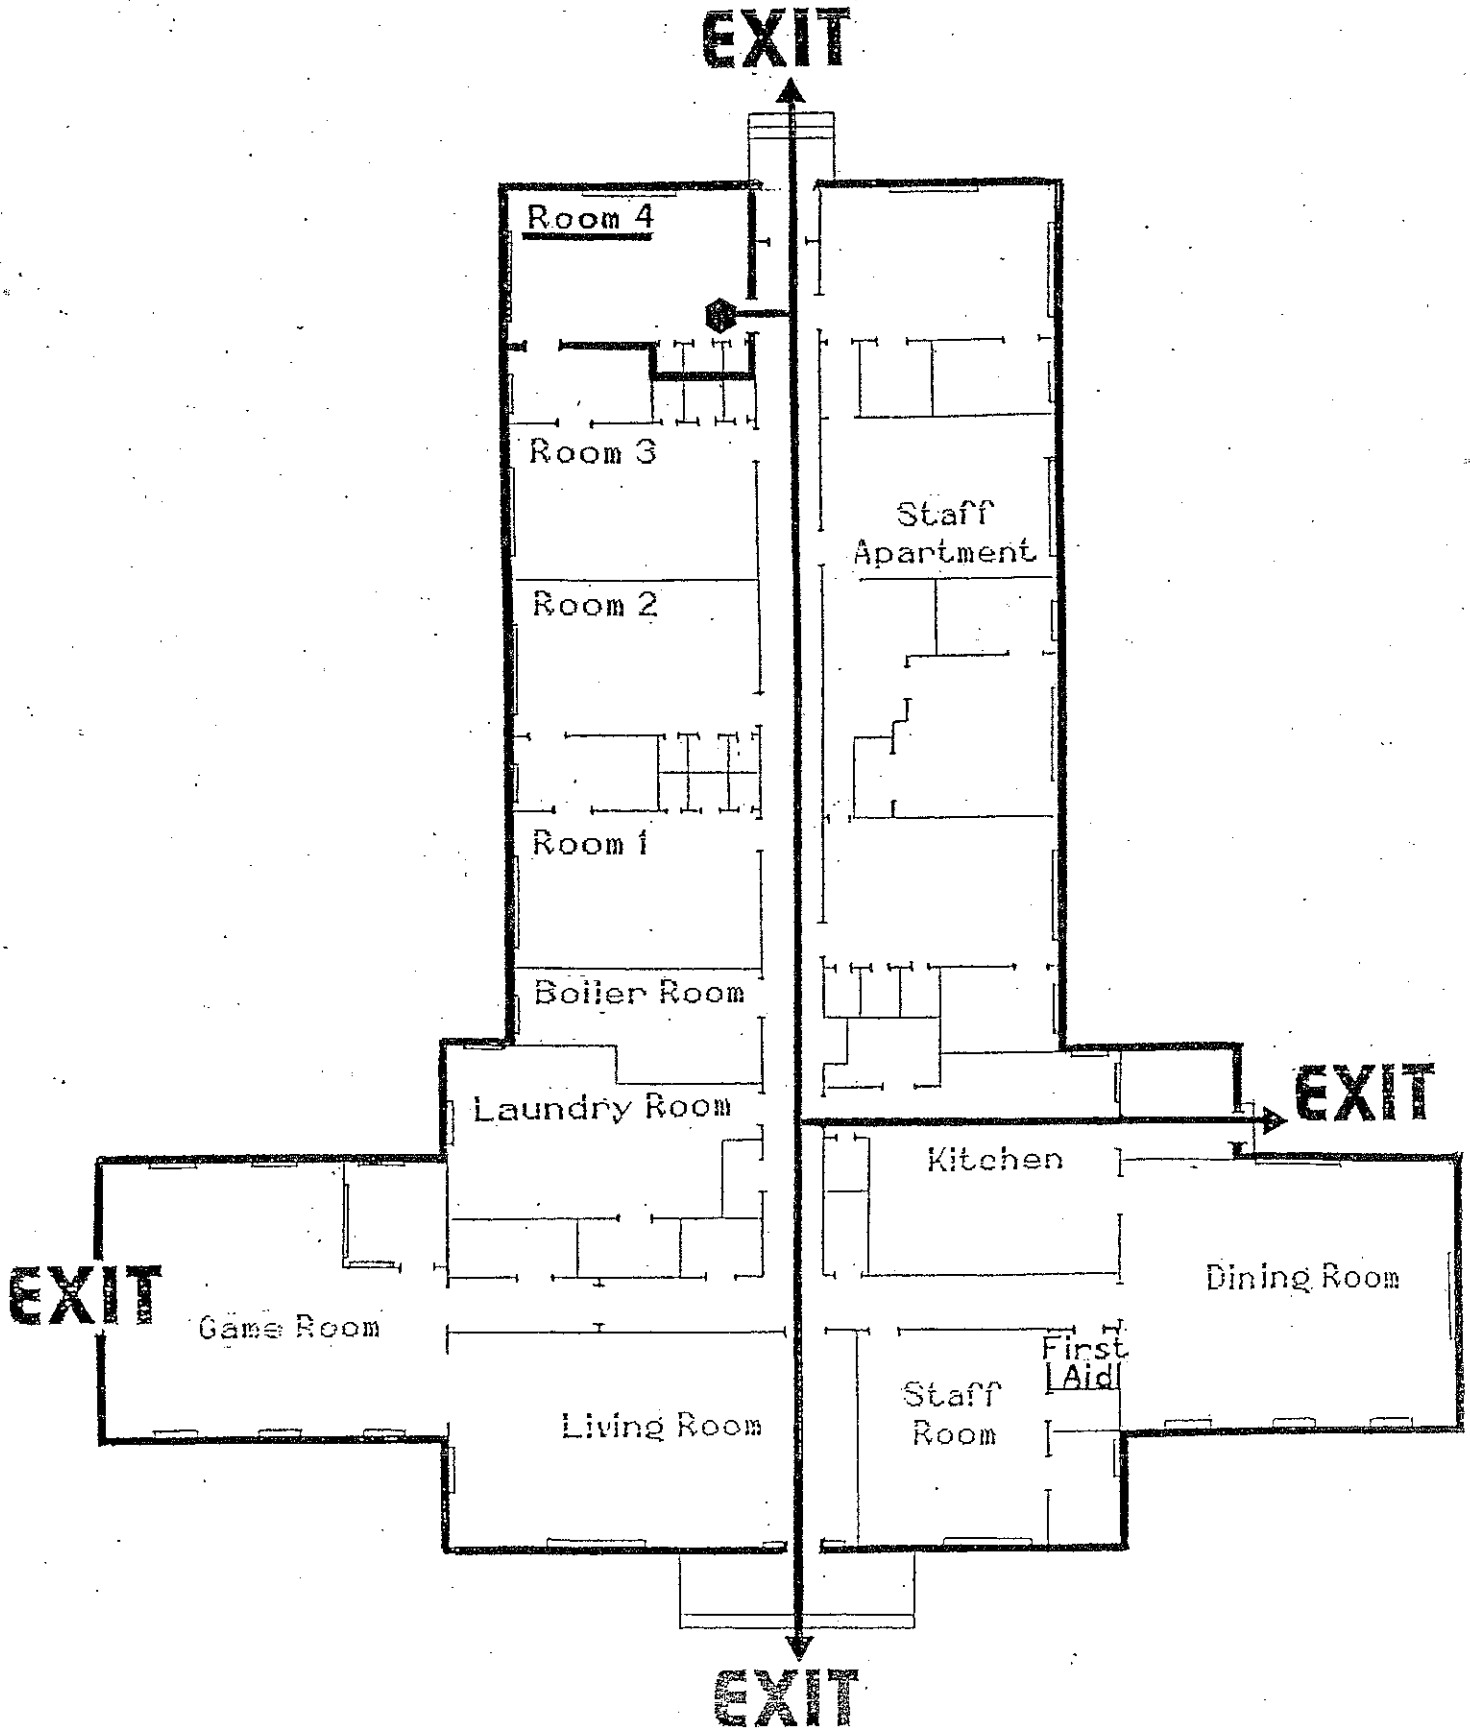 EXIT
Room 4
Room 3
Staff
Apartment
Room 2
Room 1
Boiler Room
EXIT
Laundry Room
Kitchen
EXIT
Game Room
Dining Room
First
Aid
Living Room
Staff
Room
EXIT